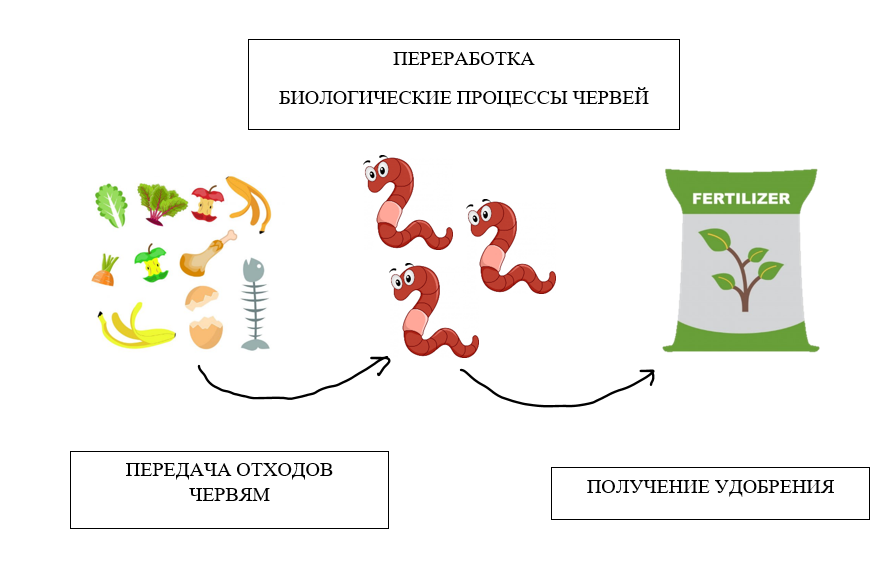 ПЕРЕРАБОТКА
БИОЛОГИЧЕСКИЕ ПРОЦЕССЫ ЧЕРВЕЙ
FERTILIZER
ПЕРЕДАЧА ОТХОДОВ
ЧЕРВЯМ
ПОЛУЧЕНИЕ УДОБРЕНИЯ